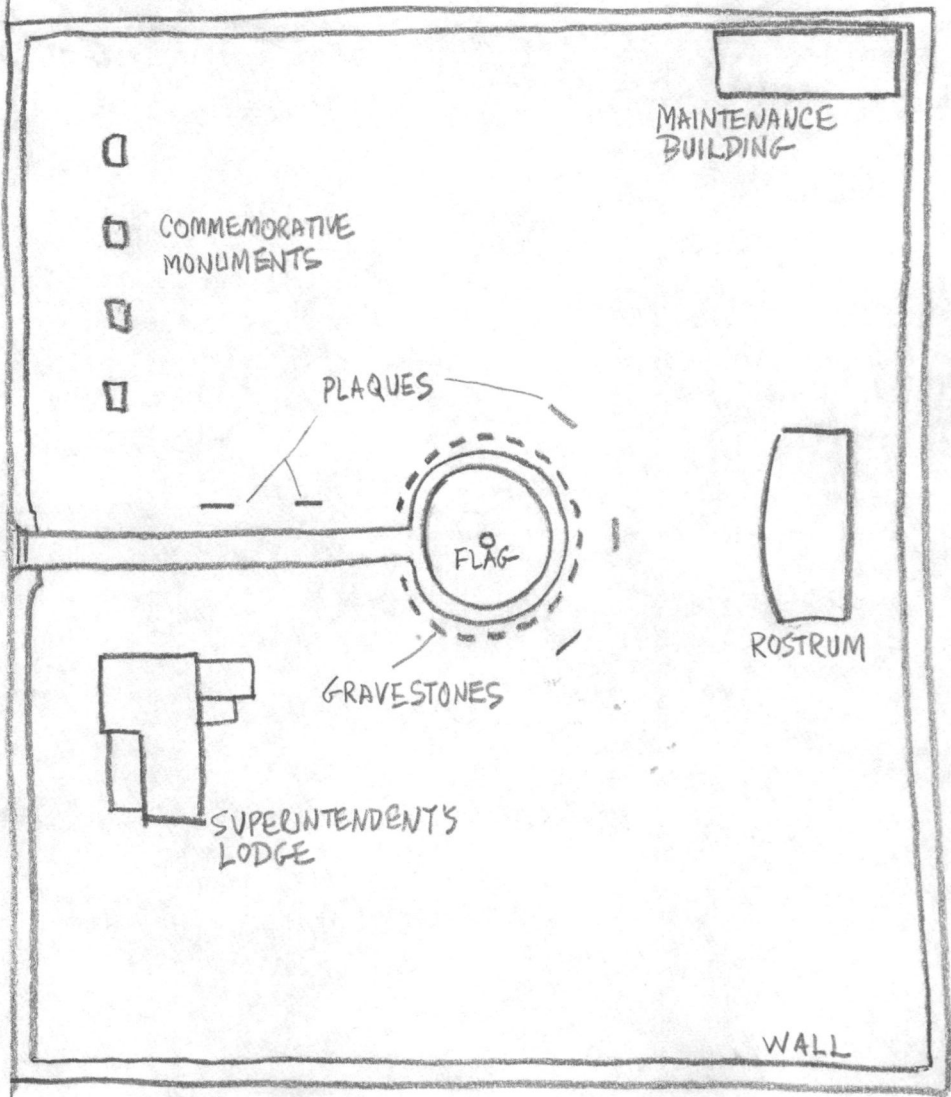 MAINTENANCE
BUILDING
COMMEMORATIVE
MONUMENTS
PLAQUES
FLAG
ROSTRUM
GRAVESTONES
SUPERINTENDENT'S
LODGE
WALL